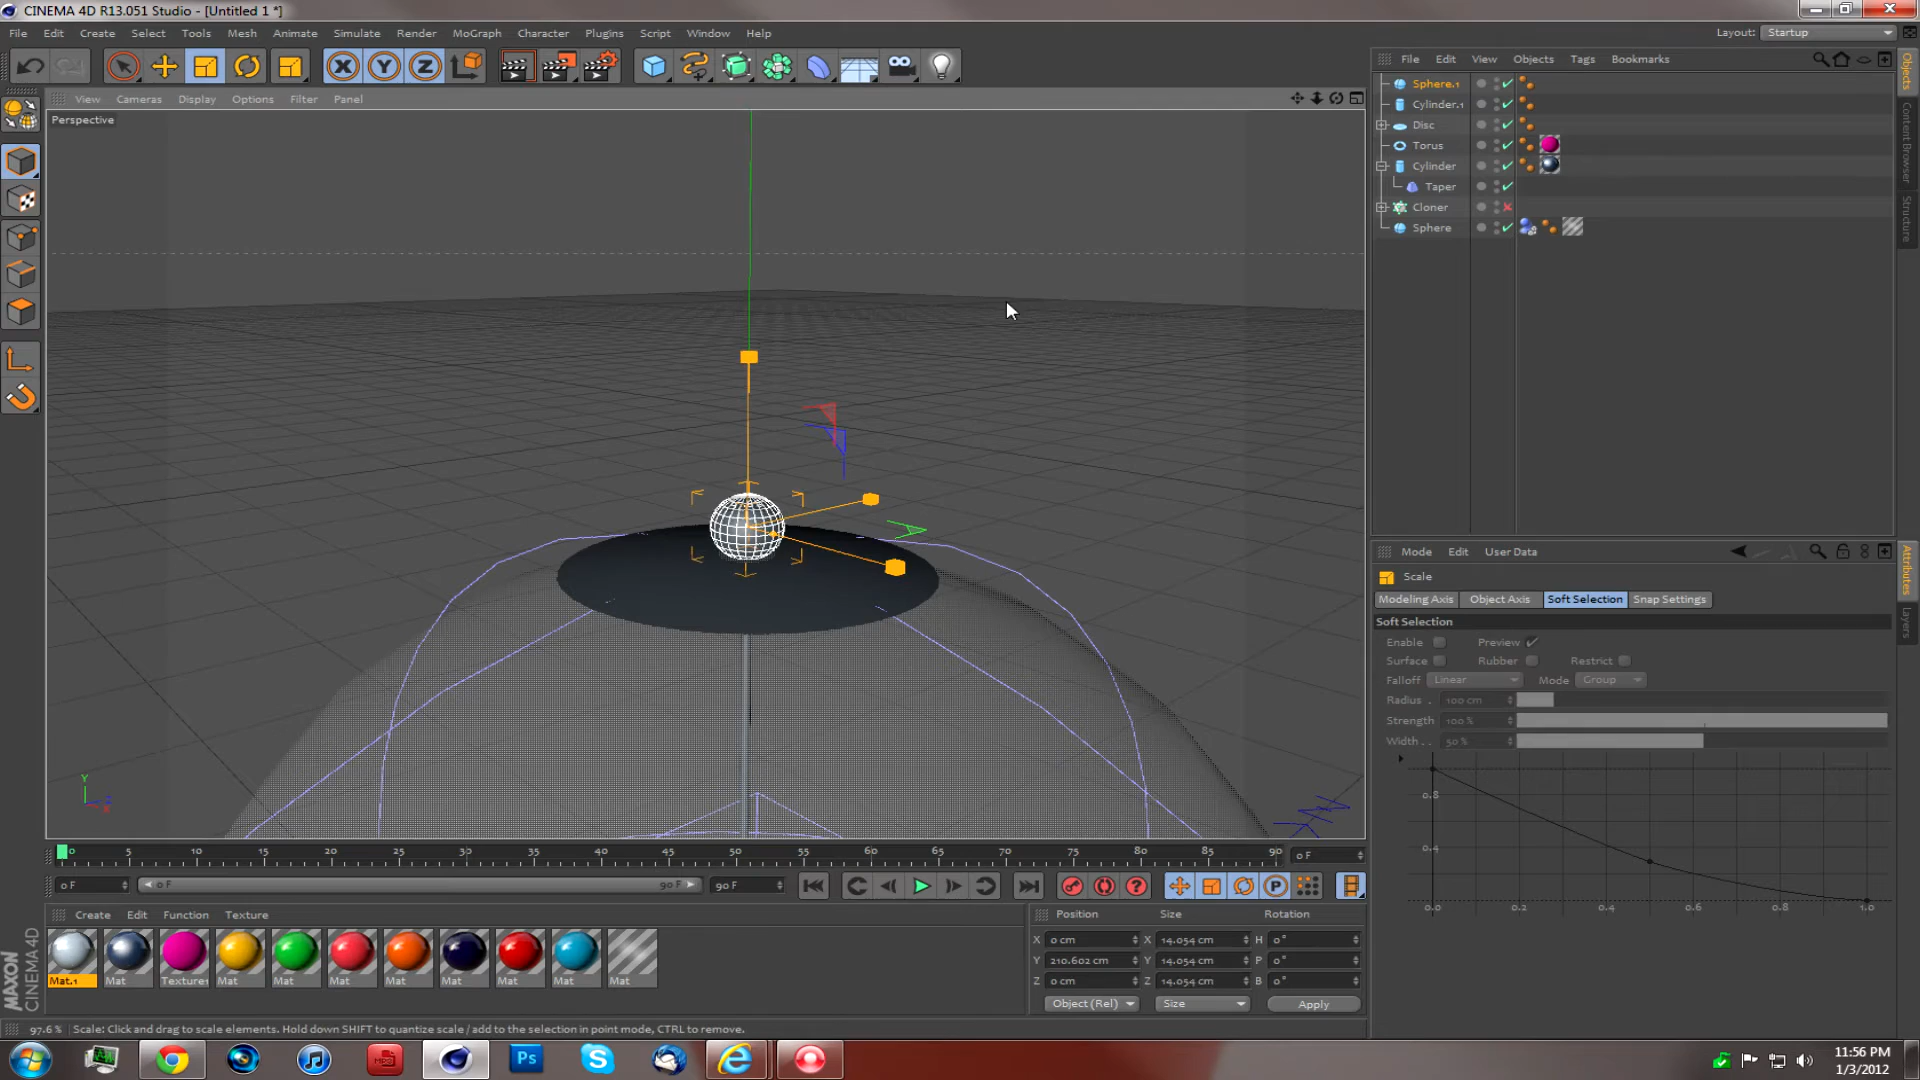 CINEMA 4D R13.051 Studio - [Untitled 1 *]
File Edit Create Select Tools Mesh Animate Simulate Render MoGraph Character Plugins Script Window Help
Layout: Startup
X Y Z
View Cameras Display Options Filter Panel
Perspective
Y
File Edit View Objects Tags Bookmarks
Sphere.1
Cylinder.1
Disc
Torus
Cylinder
Taper
Cloner
Sphere
Objects
Content Browser
Structure
Mode Edit User Data
Scale
Modeling Axis Object Axis Soft Selection Snap Settings
Soft Selection
Enable Preview
Surface Rubber Restrict
Falloff Linear Mode Group
Radius . 100 cm
Strength 100 %
Width . . 50 %
0.8
0.4
0.0 0.2 0.4 0.6 0.8 1.0
Attributes
Layers
0 5 10 15 20 25 30 35 40 45 50 55 60 65 70 75 80 85 90 0 F
0 F 0 F 90 F 90 F
P
Create Edit Function Texture
Mat.1 Mat Texture1 Mat Mat Mat Mat Mat Mat Mat Mat
Position Size Rotation
X 0 cm X 14.054 cm H 0 °
Y 210.602 cm Y 14.054 cm P 0 °
Z 0 cm Z 14.054 cm B 0 °
Object (Rel) Size Apply
MAXON
CINEMA 4D
97.6 % Scale: Click and drag to scale elements. Hold down SHIFT to quantize scale / add to the selection in point mode, CTRL to remove.
Ps
11:56 PM
1/3/2012